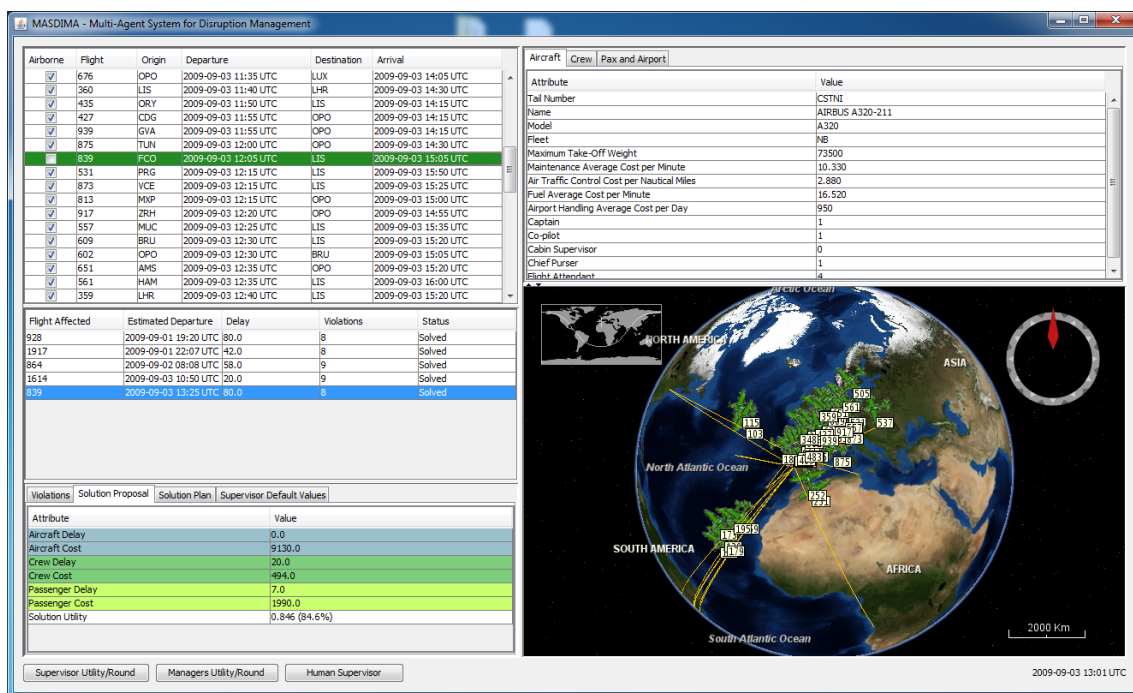 MASDIMA - Multi-Agent System for Disruption Management
Airborne Flight Origin Departure Destination Arrival
676 OPO 2009-09-03 11:35 UTC LUX 2009-09-03 14:05 UTC
360 LIS 2009-09-03 11:40 UTC LHR 2009-09-03 14:30 UTC
435 ORY 2009-09-03 11:50 UTC LIS 2009-09-03 14:15 UTC
427 CDG 2009-09-03 11:55 UTC OPO 2009-09-03 14:15 UTC
939 GVA 2009-09-03 11:55 UTC OPO 2009-09-03 14:15 UTC
875 TUN 2009-09-03 12:00 UTC OPO 2009-09-03 14:30 UTC
839 FCO 2009-09-03 12:05 UTC LIS 2009-09-03 15:05 UTC
531 PRG 2009-09-03 12:15 UTC LIS 2009-09-03 15:50 UTC
873 VCE 2009-09-03 12:15 UTC LIS 2009-09-03 15:25 UTC
813 MXP 2009-09-03 12:15 UTC OPO 2009-09-03 15:00 UTC
917 ZRH 2009-09-03 12:20 UTC OPO 2009-09-03 14:55 UTC
557 MUC 2009-09-03 12:25 UTC LIS 2009-09-03 15:35 UTC
609 BRU 2009-09-03 12:30 UTC LIS 2009-09-03 15:20 UTC
602 OPO 2009-09-03 12:30 UTC BRU 2009-09-03 15:05 UTC
651 AMS 2009-09-03 12:35 UTC OPO 2009-09-03 15:20 UTC
561 HAM 2009-09-03 12:35 UTC LIS 2009-09-03 16:00 UTC
359 LHR 2009-09-03 12:40 UTC LIS 2009-09-03 15:20 UTC
Aircraft Crew Pax and Airport
Attribute Value
Tail Number CSTNI
Name AIRBUS A320-211
Model A320
Fleet NB
Maximum Take-Off Weight 73500
Maintenance Average Cost per Minute 10.330
Air Traffic Control Cost per Nautical Miles 2.880
Fuel Average Cost per Minute 16.520
Airport Handling Average Cost per Day 950
Captain 1
Co-pilot 1
Cabin Supervisor 0
Chief Purser 1
Flight Attendant 4
Flight Affected Estimated Departure Delay Violations Status
928 2009-09-01 19:20 UTC 80.0 8 Solved
1917 2009-09-01 22:07 UTC 42.0 8 Solved
864 2009-09-02 08:08 UTC 58.0 9 Solved
1614 2009-09-03 10:50 UTC 20.0 9 Solved
839 2009-09-03 13:25 UTC 80.0 8 Solved
Violations Solution Proposal Solution Plan Supervisor Default Values
Attribute Value
Aircraft Delay 0.0
Aircraft Cost 9130.0
Crew Delay 20.0
Crew Cost 494.0
Passenger Delay 7.0
Passenger Cost 1990.0
Solution Utility 0.846 (84.6%)
Arctic Ocean
NORTH AMERICA
ASIA
505
561
359
115
103
537
348
939
917
875
483
North Atlantic Ocean
252
195
179
SOUTH AMERICA
AFRICA
South Atlantic Ocean
2000 Km
Supervisor Utility/Round Managers Utility/Round Human Supervisor
2009-09-03 13:01 UTC